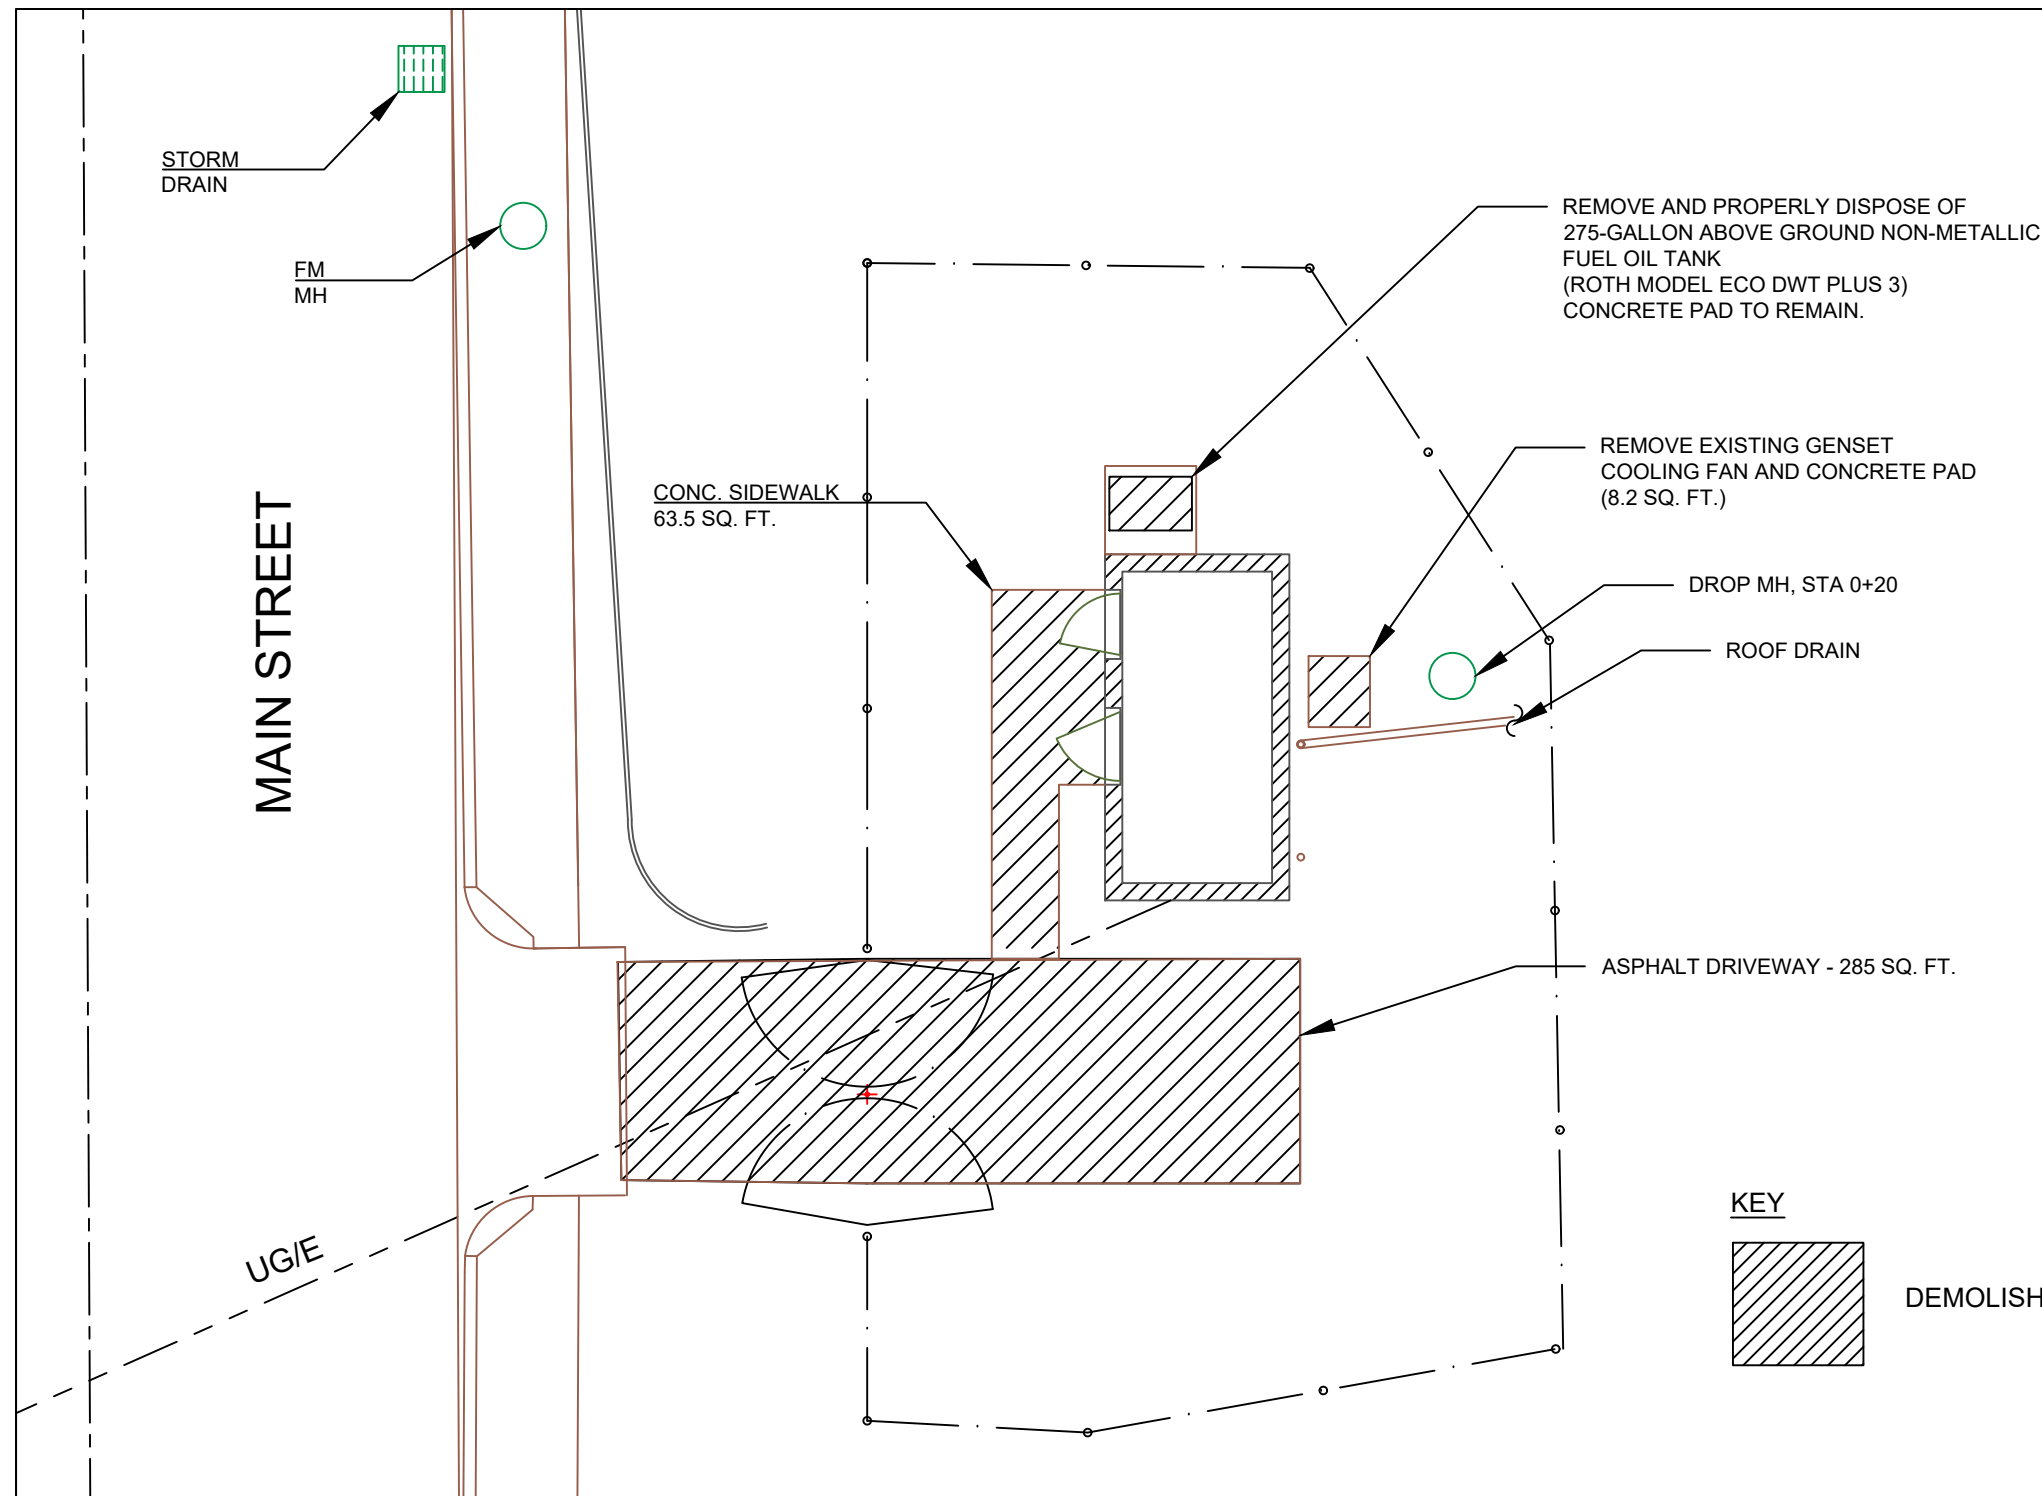 STORM
DRAIN
FM
MH
MAIN STREET
UG/E
CONC. SIDEWALK
63.5 SQ. FT.
REMOVE AND PROPERLY DISPOSE OF
275-GALLON ABOVE GROUND NON-METALLIC
FUEL OIL TANK
(ROTH MODEL ECO DWT PLUS 3)
CONCRETE PAD TO REMAIN.
REMOVE EXISTING GENSET
COOLING FAN AND CONCRETE PAD
(8.2 SQ. FT.)
DROP MH, STA 0+20
ROOF DRAIN
ASPHALT DRIVEWAY - 285 SQ. FT.
KEY
DEMOLISH